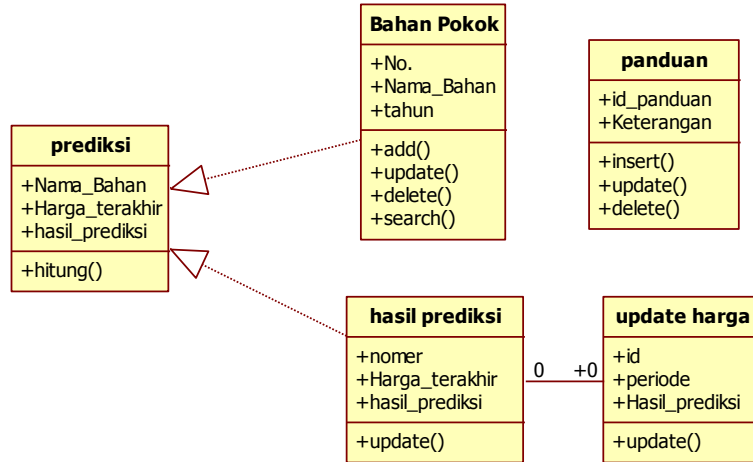 Bahan Pokok
+No.
+Nama_Bahan
+tahun
+add()
+update()
+delete()
+search()
panduan
+id_panduan
+Keterangan
+insert()
+update()
+delete()
prediksi
+Nama_Bahan
+Harga_terakhir
+hasil_prediksi
+hitung()
hasil prediksi
+nomer
+Harga_terakhir
+hasil_prediksi
+update()
0
+0
update harga
+id
+periode
+Hasil_prediksi
+update()